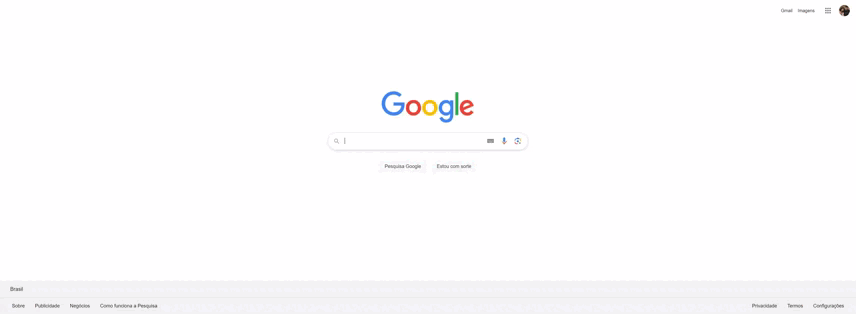 Gmail Imagens
Google
Pesquisa Google Estou com sorte
Brasil
Sobre Publicidade Negócios Como funciona a Pesquisa Privacidade Termos Configurações